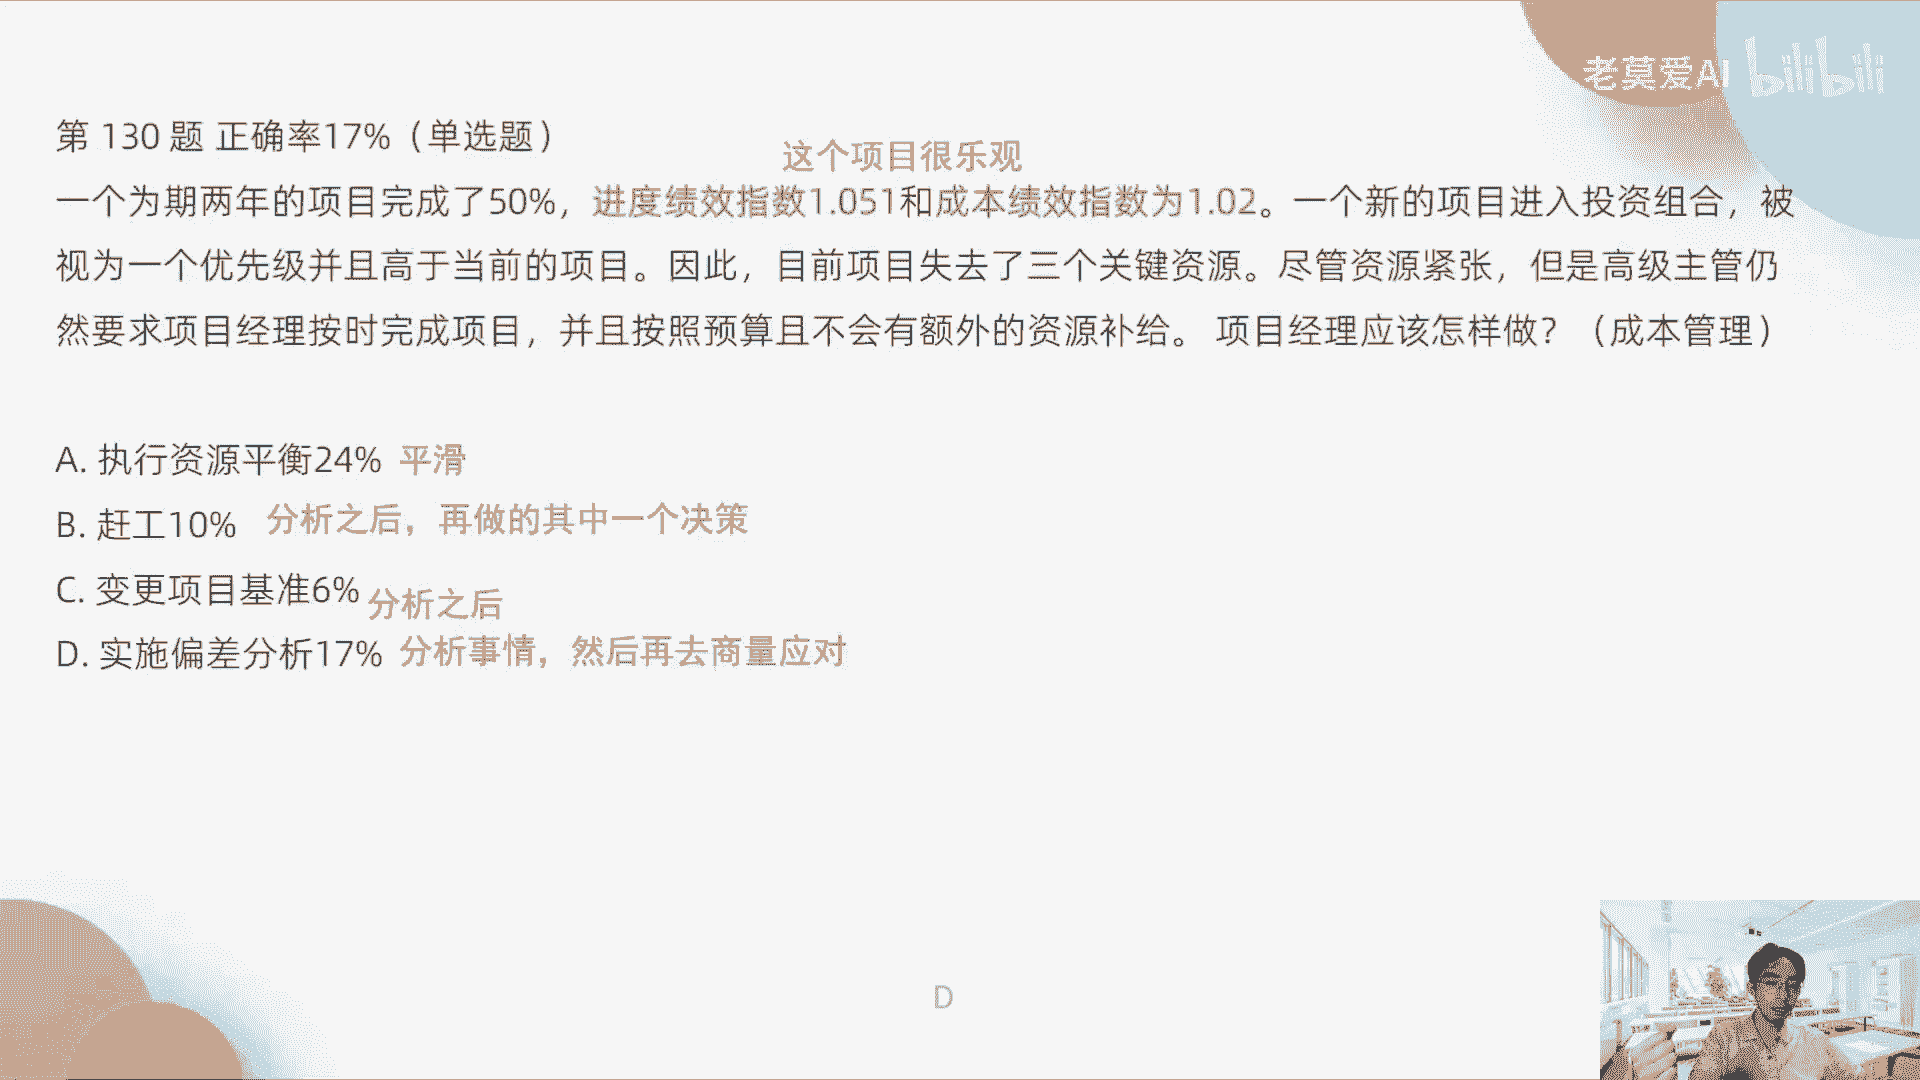 老莫爱AI bilibili
第 130 题 正确率17%（单选题）
这个项目很乐观
一个为期两年的项目完成了50%，进度绩效指数1.051和成本绩效指数为1.02。一个新的项目进入投资组合，被
视为一个优先级并且高于当前的项目。因此，目前项目失去了三个关键资源。尽管资源紧张，但是高级主管仍
然要求项目经理按时完成项目，并且按照预算且不会有额外的资源补给。 项目经理应该怎样做？（成本管理）
A. 执行资源平衡24% 平滑
B. 赶工10% 分析之后，再做的其中一个决策
C. 变更项目基准6% 分析之后
D. 实施偏差分析17% 分析事情，然后再去商量应对
D